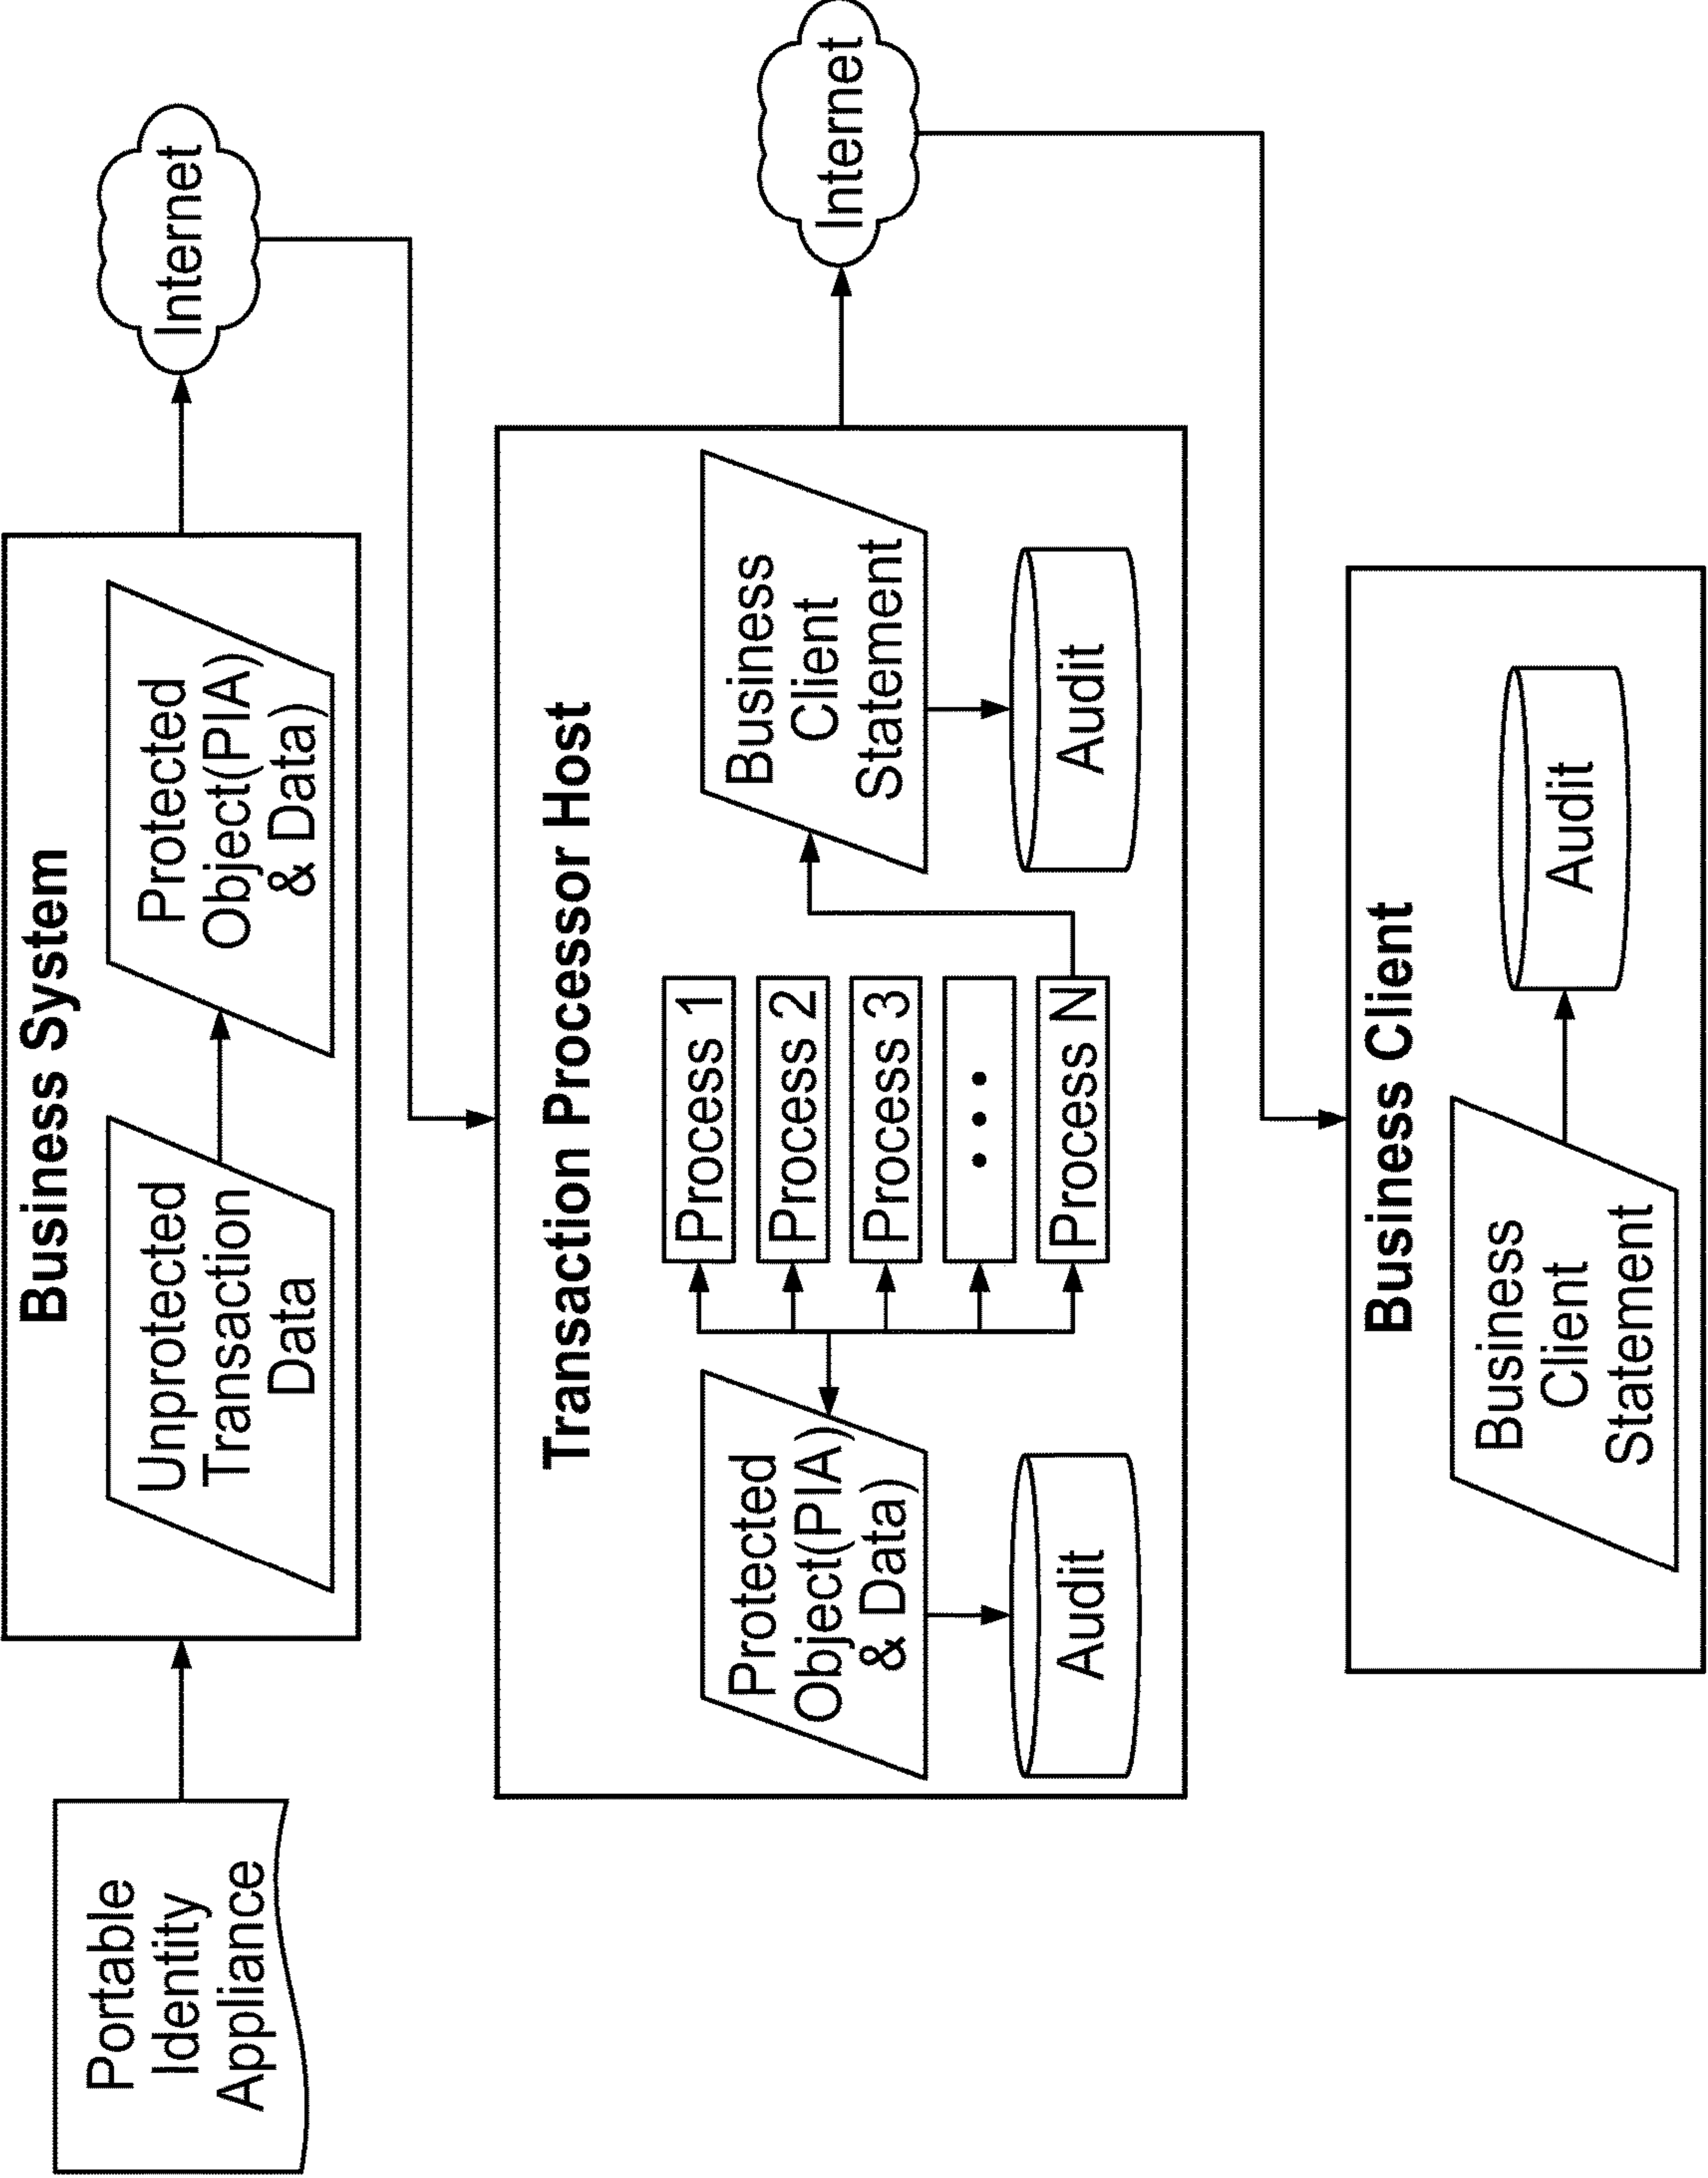 Portable
Identity
Appliance
Business System
Unprotected
Transaction
Data
Protected
Object(PIA)
& Data)
Internet
Transaction Processor Host
Protected
Object(PIA)
& Data)
Audit
Process 1
Process 2
Process 3
• • •
Process N
Business
Client
Statement
Audit
Internet
Business Client
Business
Client
Statement
Audit